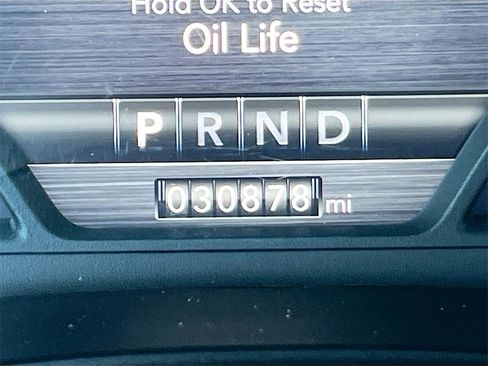 Hold OK to Reset
Oil Life
P R N D
030878 mi